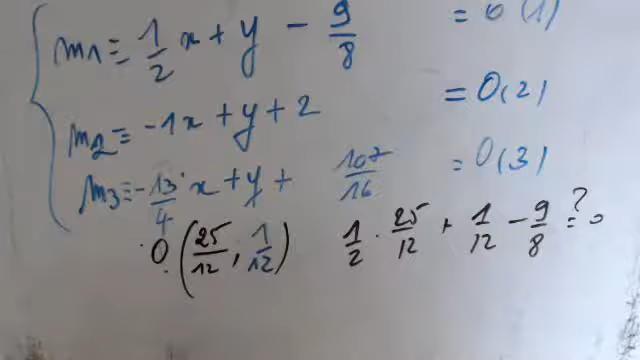 m₁ ≡ 1/2 x + y - 9/8 = 0 (1)
m₂ ≡ -1x + y + 2 = 0 (2)
m₃ ≡ -13/4 x + y + 107/16 = 0 (3)
O (25/12 ; 1/12) 1/2 · 25/12 + 1/12 - 9/8 =? 0